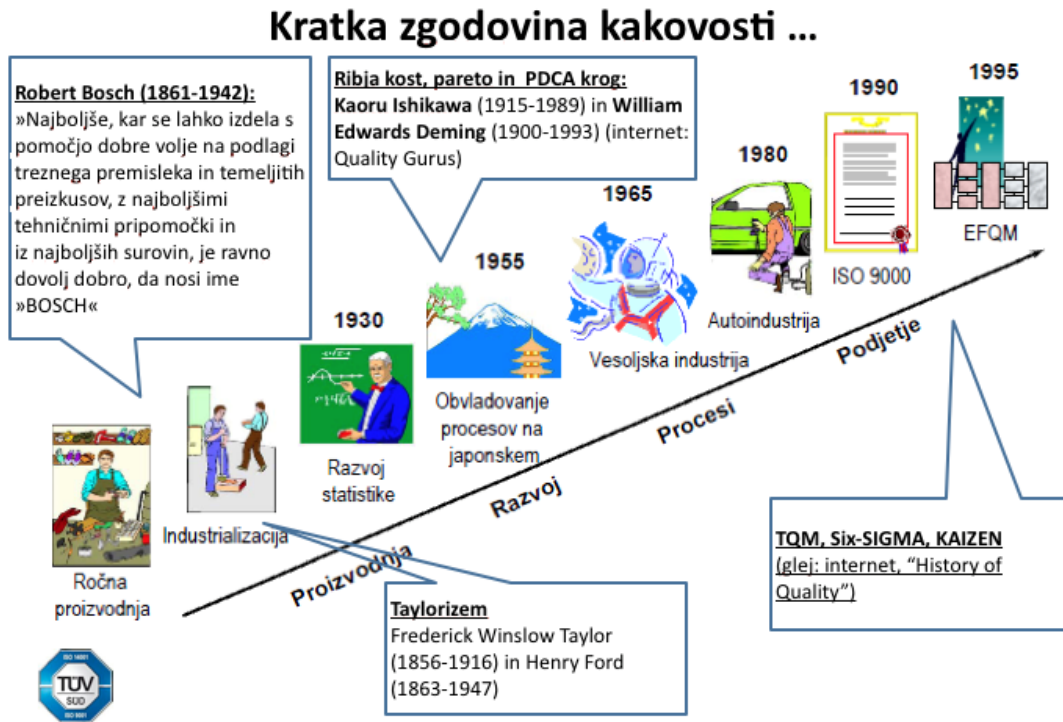 Kratka zgodovina kakovosti ...
Robert Bosch (1861-1942):
»Najboljše, kar se lahko izdela s
pomočjo dobre volje na podlagi
treznega premisleka in temeljitih
preizkusov, z najboljšimi
tehničnimi pripomočki in
iz najboljših surovin, je ravno
dovolj dobro, da nosi ime
»BOSCH«
Ribja kost, pareto in PDCA krog:
Kaoru Ishikawa (1915-1989) in William
Edwards Deming (1900-1993) (internet:
Quality Gurus)
Ročna
proizvodnja
Industrializacija
1930
Razvoj
statistike
1955
Obvladovanje
procesov na
japonskem
1965
Vesoljska industrija
1980
Autoindustrija
1990
ISO 9000
1995
EFQM
Proizvodnja
Razvoj
Procesi
Podjetje
Taylorizem
Frederick Winslow Taylor
(1856-1916) in Henry Ford
(1863-1947)
TQM, Six-SIGMA, KAIZEN
(glej: internet, “History of
Quality”)
ISO 14001
TÜV
SÜD
ISO 9001